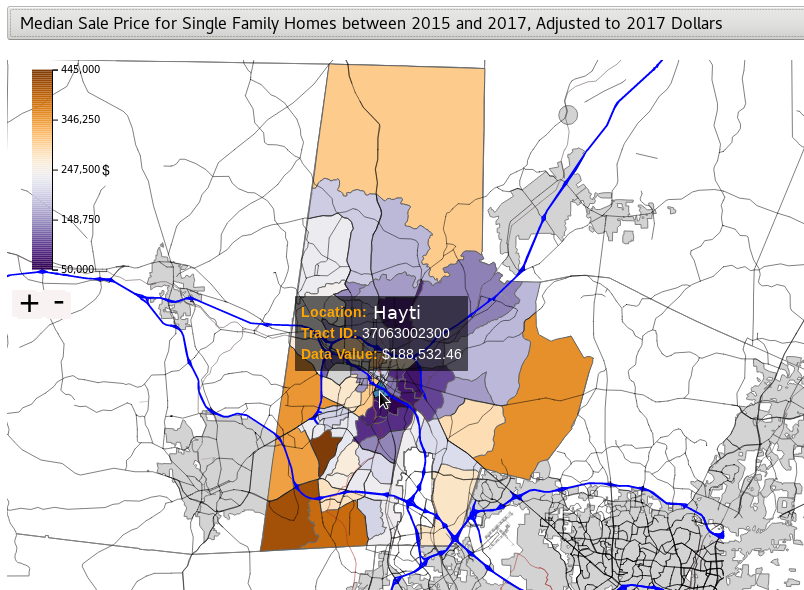 Median Sale Price for Single Family Homes between 2015 and 2017, Adjusted to 2017 Dollars
445,000
346,250
247,500 $
148,750
50,000
+ -
Location: Hayti
Tract ID: 37063002300
Data Value: $188,532.46